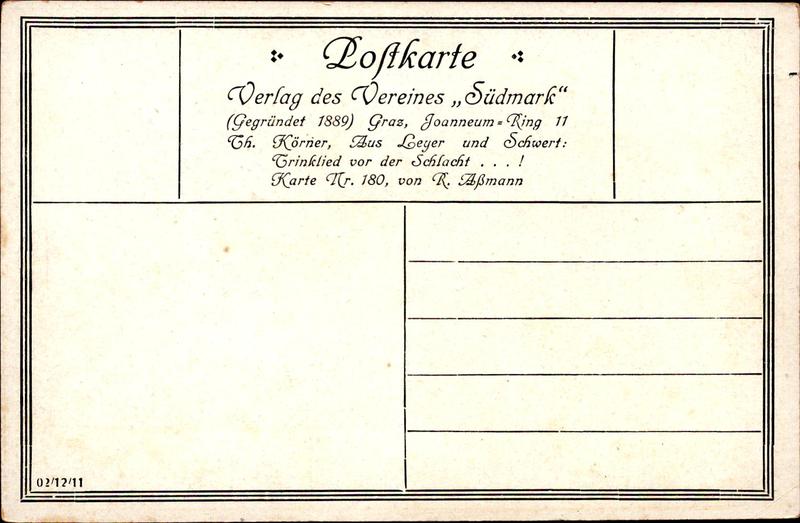 Postkarte
Verlag des Vereines „Südmark“
(Gegründet 1889) Graz, Joanneum=Ring 11
Th. Körner, Aus Leyer und Schwert:
Trinklied vor der Schlacht . . . !
Karte Nr. 180, von R. Aßmann
02/12/11